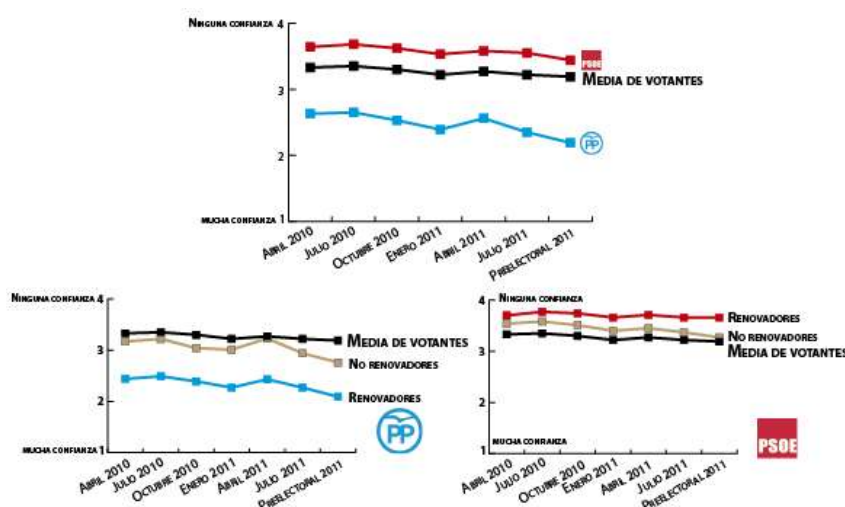 NINGUNA CONFIANZA 4
PSOE
MEDIA DE VOTANTES
3
PP
2
MUCHA CONFIANZA 1
ABRIL 2010
JULIO 2010
OCTUBRE 2010
ENERO 2011
ABRIL 2011
JULIO 2011
PREELECTORAL 2011
NINGUNA CONFIANZA 4
MEDIA DE VOTANTES
3
NO RENOVADORES
2
RENOVADORES
PP
MUCHA CONFIANZA 1
ABRIL 2010
JULIO 2010
OCTUBRE 2010
ENERO 2011
ABRIL 2011
JULIO 2011
PREELECTORAL 2011
4 NINGUNA CONFIANZA
RENOVADORES
NO RENOVADORES
MEDIA DE VOTANTES
3
2
PSOE
MUCHA CONFIANZA
1
ABRIL 2010
JULIO 2010
OCTUBRE 2010
ENERO 2011
ABRIL 2011
JULIO 2011
PREELECTORAL 2011